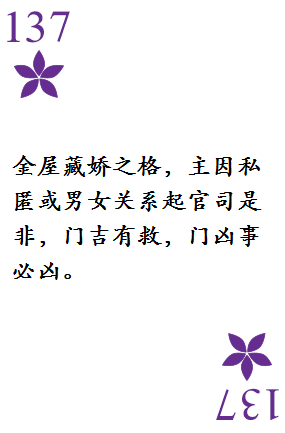 137
金屋藏娇之格，主因私
匿或男女关系起官司是
非，门吉有救，门凶事
必凶。
137